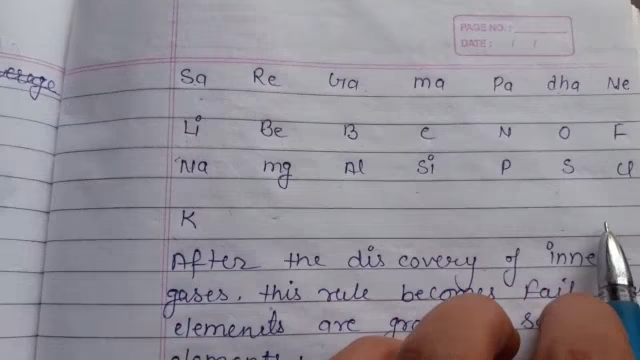 PAGE NO.:
DATE: / /
Sa Re Ga ma Pa dha Ne
Li Be B C N O F
Na mg Al Si P S Cl
K
After the discovery of inne
gases. this rule becomes fail
elements are